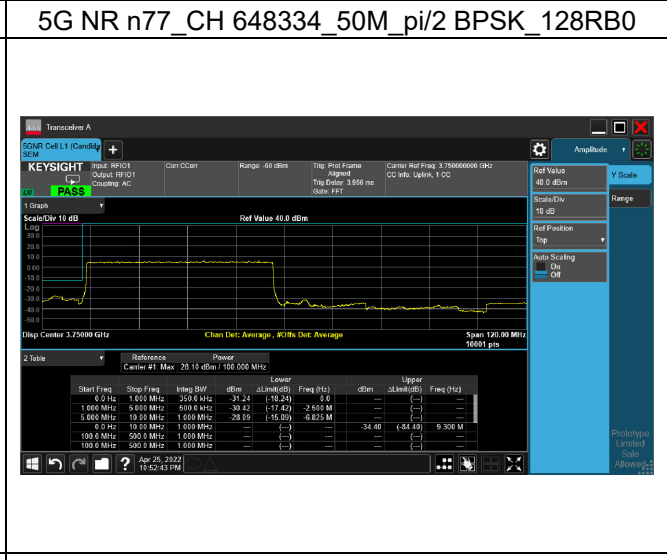 5G NR n77_CH 648334_50M_pi/2 BPSK_128RB0
Transceiver A
5GNR Cell L1 (Candida
SEM
+
Amplitude
KEYSIGHT Input: RFIO1 Corr CCorr Range: -60 dBm Trig: Prot Frame Carrier Ref Freq: 3.750000000 GHz
Output: RFIO1 Aligned CC Info: Uplink, 1 CC
Coupling: AC Trig Delay: 3.950 ms
PASS Gate: FFT
Ref Value
40.0 dBm
Y Scale
Scale/Div
10 dB
Range
Ref Position
Top
Auto Scaling
On
Off
1 Graph
Scale/Div 10 dB Ref Value 40.0 dBm
Log
30.0
20.0
10.0
0.00
-10.0
-20.0
-30.0
-40.0
-50.0
Disp Center 3.75000 GHz Chan Det: Average, #Offs Det: Average Span 120.00 MHz
10001 pts
2 Table Reference Power
Carrier #1: Max 28.10 dBm / 100.000 MHz
Lower Upper
Start Freq Stop Freq Integ BW dBm ΔLimit(dB) Freq (Hz) dBm ΔLimit(dB) Freq (Hz)
0.0 Hz 1.000 MHz 350.0 kHz -31.24 (-18.24) 0.0 --- (---) ---
1.000 MHz 5.000 MHz 500.0 kHz -30.42 (-17.42) -2.500 M --- (---) ---
5.000 MHz 10.00 MHz 1.000 MHz -28.09 (-15.09) -6.825 M --- (---) ---
0.0 Hz 10.00 MHz 1.000 MHz --- (---) --- -34.40 (-84.40) 9.300 M
100.0 MHz 500.0 MHz 1.000 MHz --- (---) --- --- (---) ---
100.0 MHz 500.0 MHz 1.000 MHz --- (---) --- --- (---) ---
Prototype
Limited
Sale
Allowed
? Apr 25, 2022
10:52:43 PM